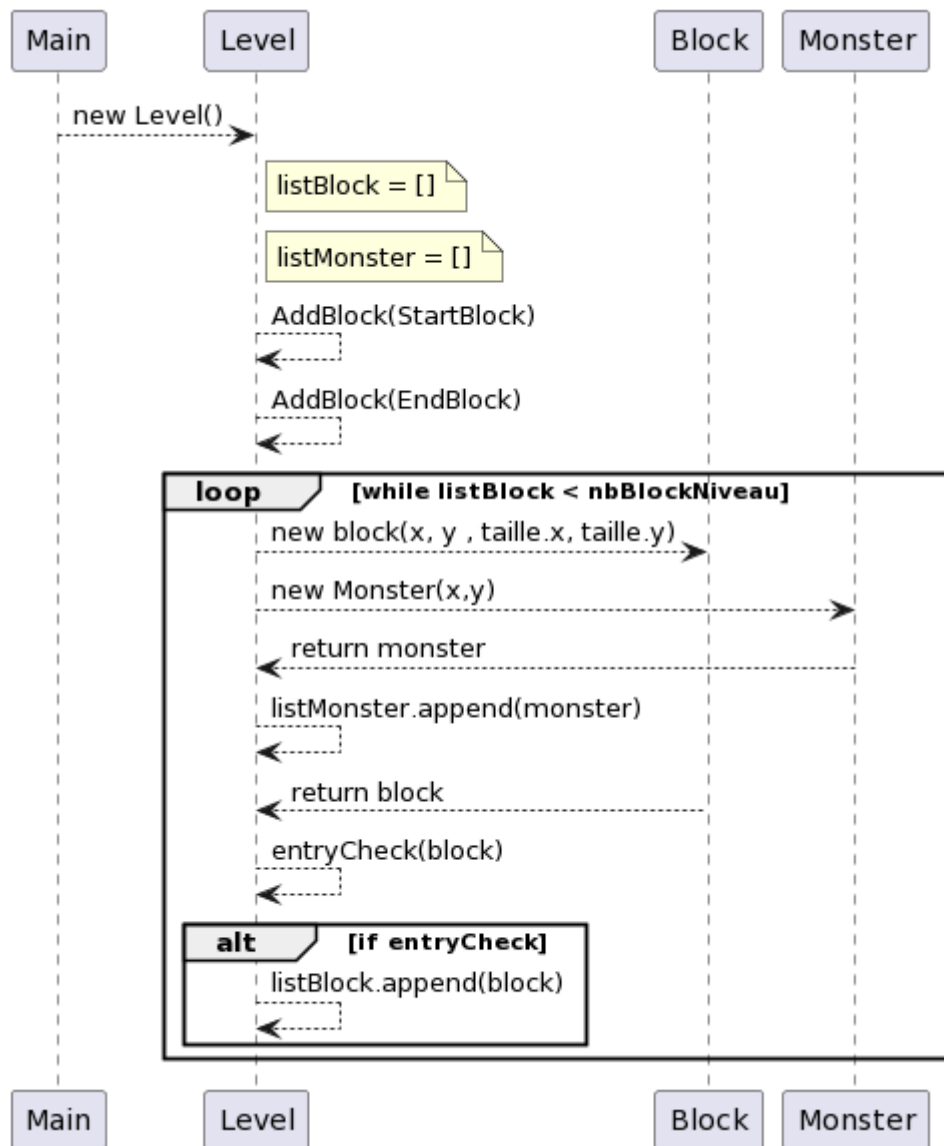 Main Level Block Monster
new Level()
listBlock = []
listMonster = []
AddBlock(StartBlock)
AddBlock(EndBlock)
loop [while listBlock < nbBlockNiveau]
new block(x, y , taille.x, taille.y)
new Monster(x,y)
return monster
listMonster.append(monster)
return block
entryCheck(block)
alt [if entryCheck]
listBlock.append(block)
Main Level Block Monster